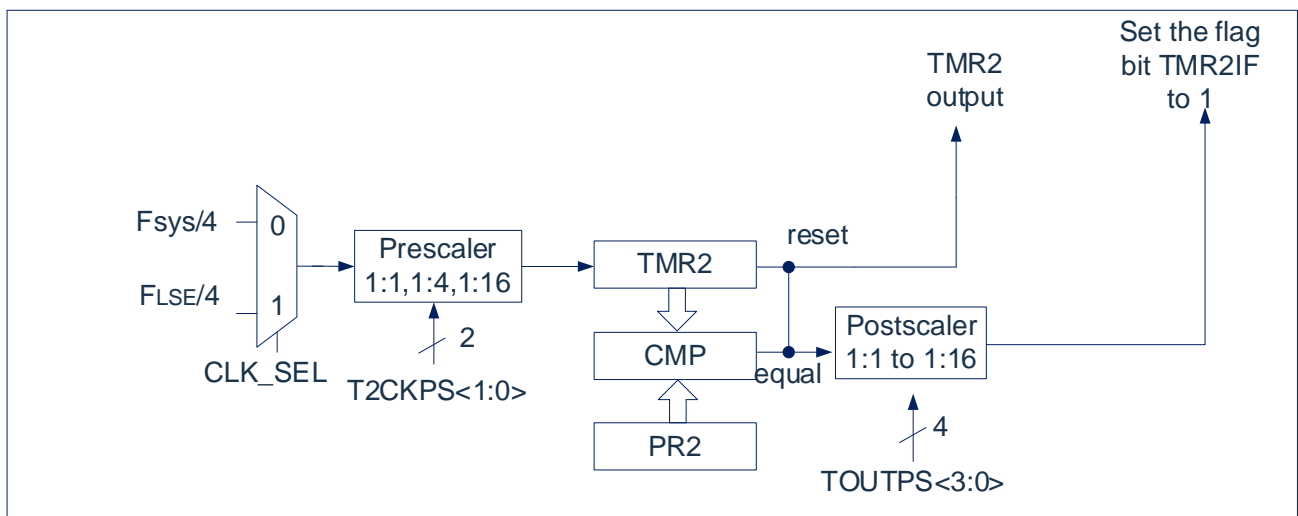 Set the flag
bit TMR2IF
to 1
TMR2
output
Fsys/4
0
Prescaler
1:1,1:4,1:16
TMR2
reset
FLSE/4
1
2
CLK_SEL
T2CKPS<1:0>
CMP
equal
Postscaler
1:1 to 1:16
PR2
4
TOUTPS<3:0>